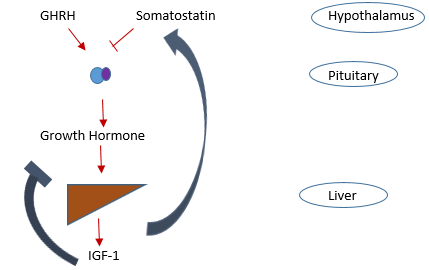 GHRH Somatostatin Hypothalamus
Pituitary
Growth Hormone
Liver
IGF-1